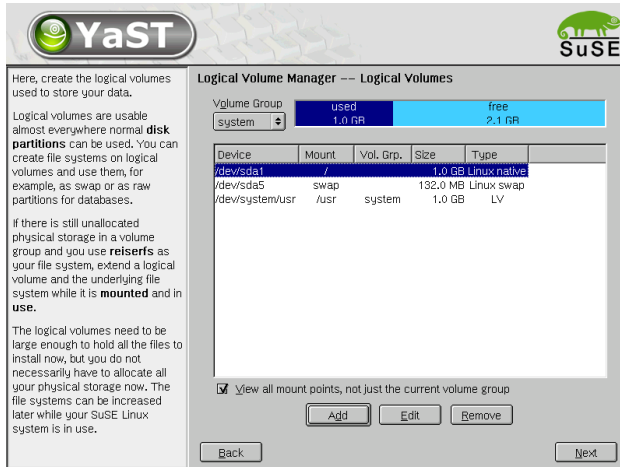 YaST
SuSE
Here, create the logical volumes
used to store your data.
Logical volumes are usable
almost everywhere normal disk
partitions can be used. You can
create file systems on logical
volumes and use them, for
example, as swap or as raw
partitions for databases.
If there is still unallocated
physical storage in a volume
group and you use reiserfs as
your file system, extend a logical
volume and the underlying file
system while it is mounted and in
use.
The logical volumes need to be
large enough to hold all the files to
install now, but you do not
necessarily have to allocate all
your physical storage now. The
file systems can be increased
later while your SuSE Linux
system is in use.
Logical Volume Manager -- Logical Volumes
Volume Group
system
used free
1.0 GB 2.1 GB
Device Mount Vol. Grp. Size Type
/dev/sda1 / 1.0 GB Linux native
/dev/sda5 swap 132.0 MB Linux swap
/dev/system/usr /usr system 1.0 GB LV
View all mount points, not just the current volume group
Add Edit Remove
Back Next